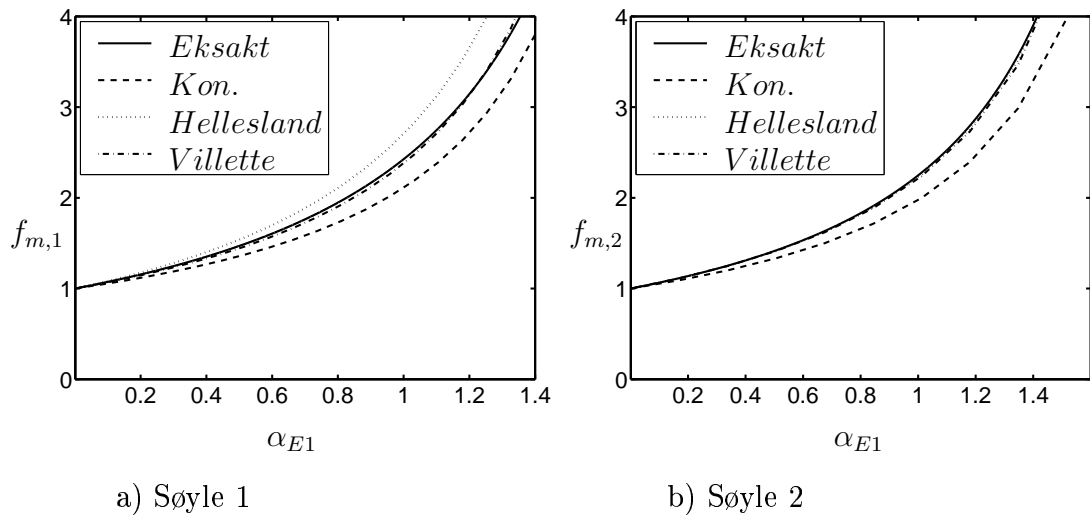 4
3
2
1
0
f_{m,1}
Eksakt
Kon.
Hellesland
Villette
0.2 0.4 0.6 0.8 1 1.2 1.4
α_{E1}
a) Søyle 1
4
3
2
1
0
f_{m,2}
Eksakt
Kon.
Hellesland
Villette
0.2 0.4 0.6 0.8 1 1.2 1.4
α_{E1}
b) Søyle 2